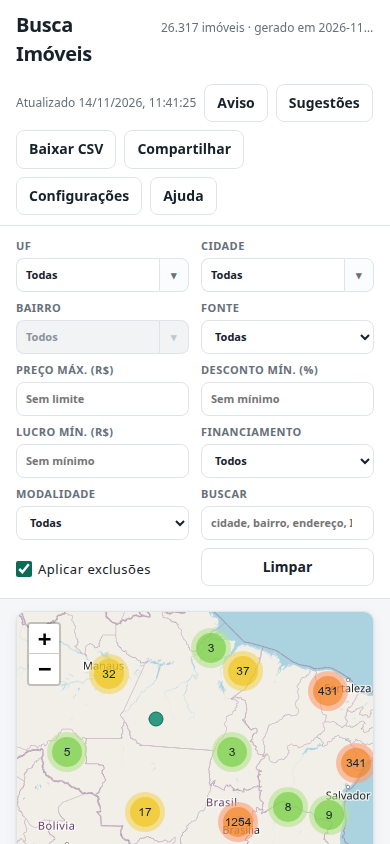 Busca
Imóveis
26.317 imóveis · gerado em 2026-11...
Atualizado 14/11/2026, 11:41:25
Aviso
Sugestões
Baixar CSV
Compartilhar
Configurações
Ajuda
UF
CIDADE
Todas
Todas
BAIRRO
FONTE
Todos
Todas
PREÇO MÁX. (R$)
DESCONTO MÍN. (%)
Sem limite
Sem mínimo
LUCRO MÍN. (R$)
FINANCIAMENTO
Sem mínimo
Todos
MODALIDADE
BUSCAR
Todas
cidade, bairro, endereço, I
Aplicar exclusões
Limpar
+
−
3
Manaus
32
37
431
5
3
341
Salvador
Brasil
8
9
17
1254
Brasília
Bolivia